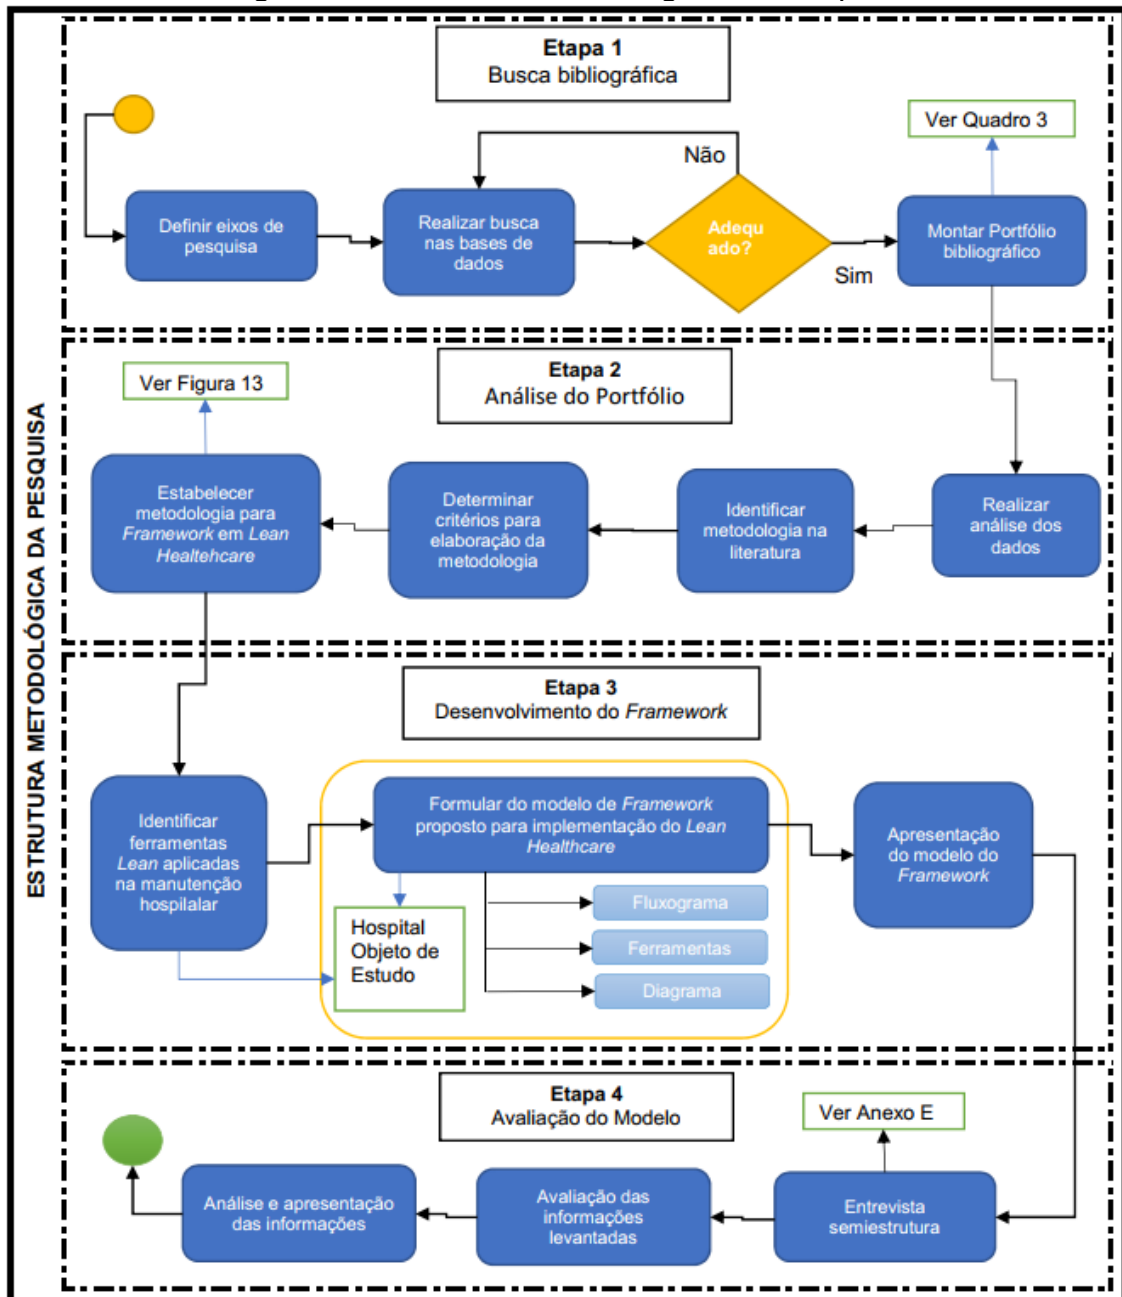 ESTRUTURA METODOLÓGICA DA PESQUISA
Etapa 1
Busca bibliográfica
Ver Quadro 3
Não
Definir eixos de
pesquisa
Realizar busca
nas bases de
dados
Adequ
ado?
Sim
Montar Portfólio
bibliográfico
Etapa 2
Análise do Portfólio
Ver Figura 13
Estabelecer
metodologia para
Framework em Lean
Healtehcare
Determinar
critérios para
elaboração da
metodologia
Identificar
metodologia na
literatura
Realizar
análise dos
dados
Etapa 3
Desenvolvimento do Framework
Identificar
ferramentas
Lean aplicadas
na manutenção
hospilalar
Formular do modelo de Framework
proposto para implementação do Lean
Healthcare
Apresentação
do modelo do
Framework
Hospital
Objeto de
Estudo
Fluxograma
Ferramentas
Diagrama
Etapa 4
Avaliação do Modelo
Ver Anexo E
Análise e apresentação
das informações
Avaliação das
informações
levantadas
Entrevista
semiestrutura